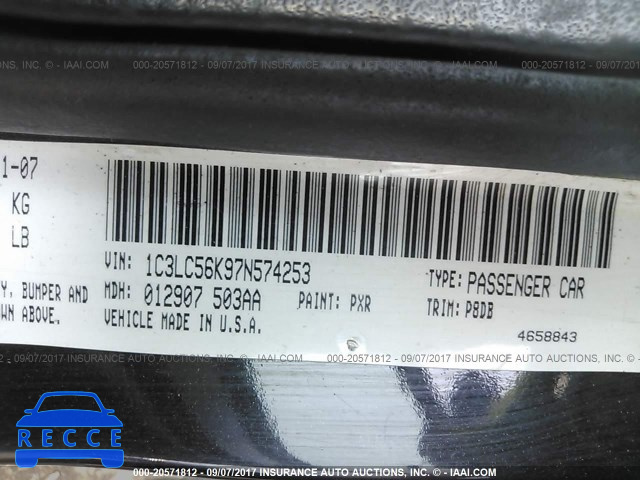 000-20571812 - 09/07/2017 INSURANCE AUTO AUCTIONS, INC. - © IAAI.COM
1-07
KG
LB
VIN: 1C3LC56K97N574253
TYPE: PASSENGER CAR
Y, BUMPER AND
MDH: 012907 503AA
PAINT: PXR
TRIM: P8DB
WN ABOVE.
VEHICLE MADE IN U.S.A.
4658843
000-20571812 - 09/07/2017 INSURANCE AUTO AUCTIONS, INC. - © IAAI.COM
RECCE
000-20571812 - 09/07/2017 INSURANCE AUTO AUCTIONS, INC. - © IAAI.COM